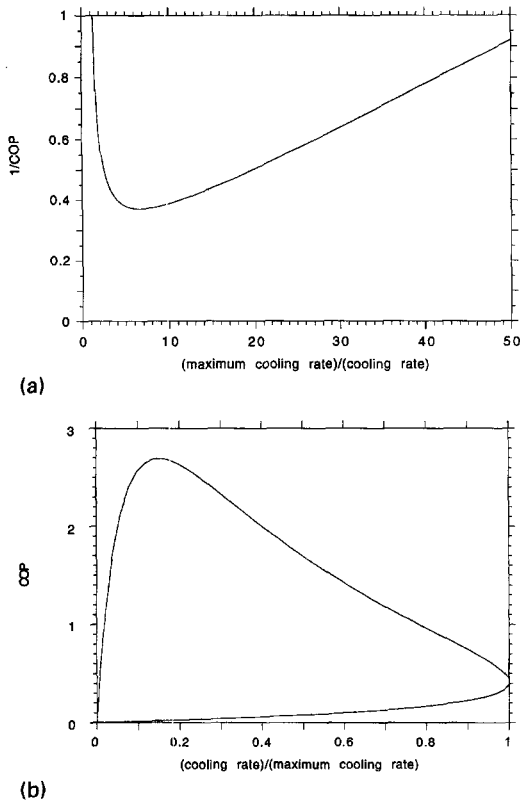 1
0.8
0.6
0.4
0.2
0
1/COP
0 10 20 30 40 50
(maximum cooling rate)/(cooling rate)
(a)
3
2
1
0
COP
0 0.2 0.4 0.6 0.8 1
(cooling rate)/(maximum cooling rate)
(b)